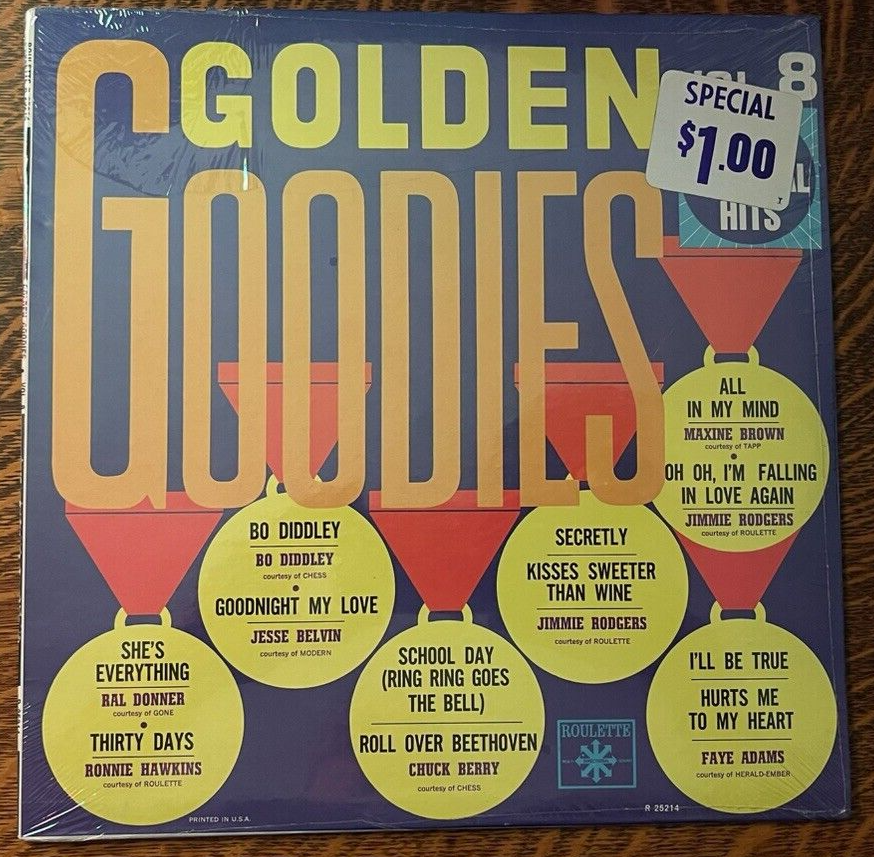 GOLDEN
VOL. 8
GOODIES
SPECIAL
$1.00
HITS
ALL
IN MY MIND
MAXINE BROWN
courtesy of TAPP
•
OH OH, I'M FALLING
IN LOVE AGAIN
JIMMIE RODGERS
courtesy of ROULETTE
BO DIDDLEY
BO DIDDLEY
courtesy of CHESS
•
GOODNIGHT MY LOVE
JESSE BELVIN
courtesy of MODERN
SECRETLY
KISSES SWEETER
THAN WINE
JIMMIE RODGERS
courtesy of ROULETTE
SHE'S
EVERYTHING
RAL DONNER
courtesy of GONE
•
THIRTY DAYS
RONNIE HAWKINS
courtesy of ROULETTE
SCHOOL DAY
(RING RING GOES
THE BELL)
ROLL OVER BEETHOVEN
CHUCK BERRY
courtesy of CHESS
I'LL BE TRUE
HURTS ME
TO MY HEART
FAYE ADAMS
courtesy of HERALD-EMBER
ROULETTE
R 25214
PRINTED IN U.S.A.